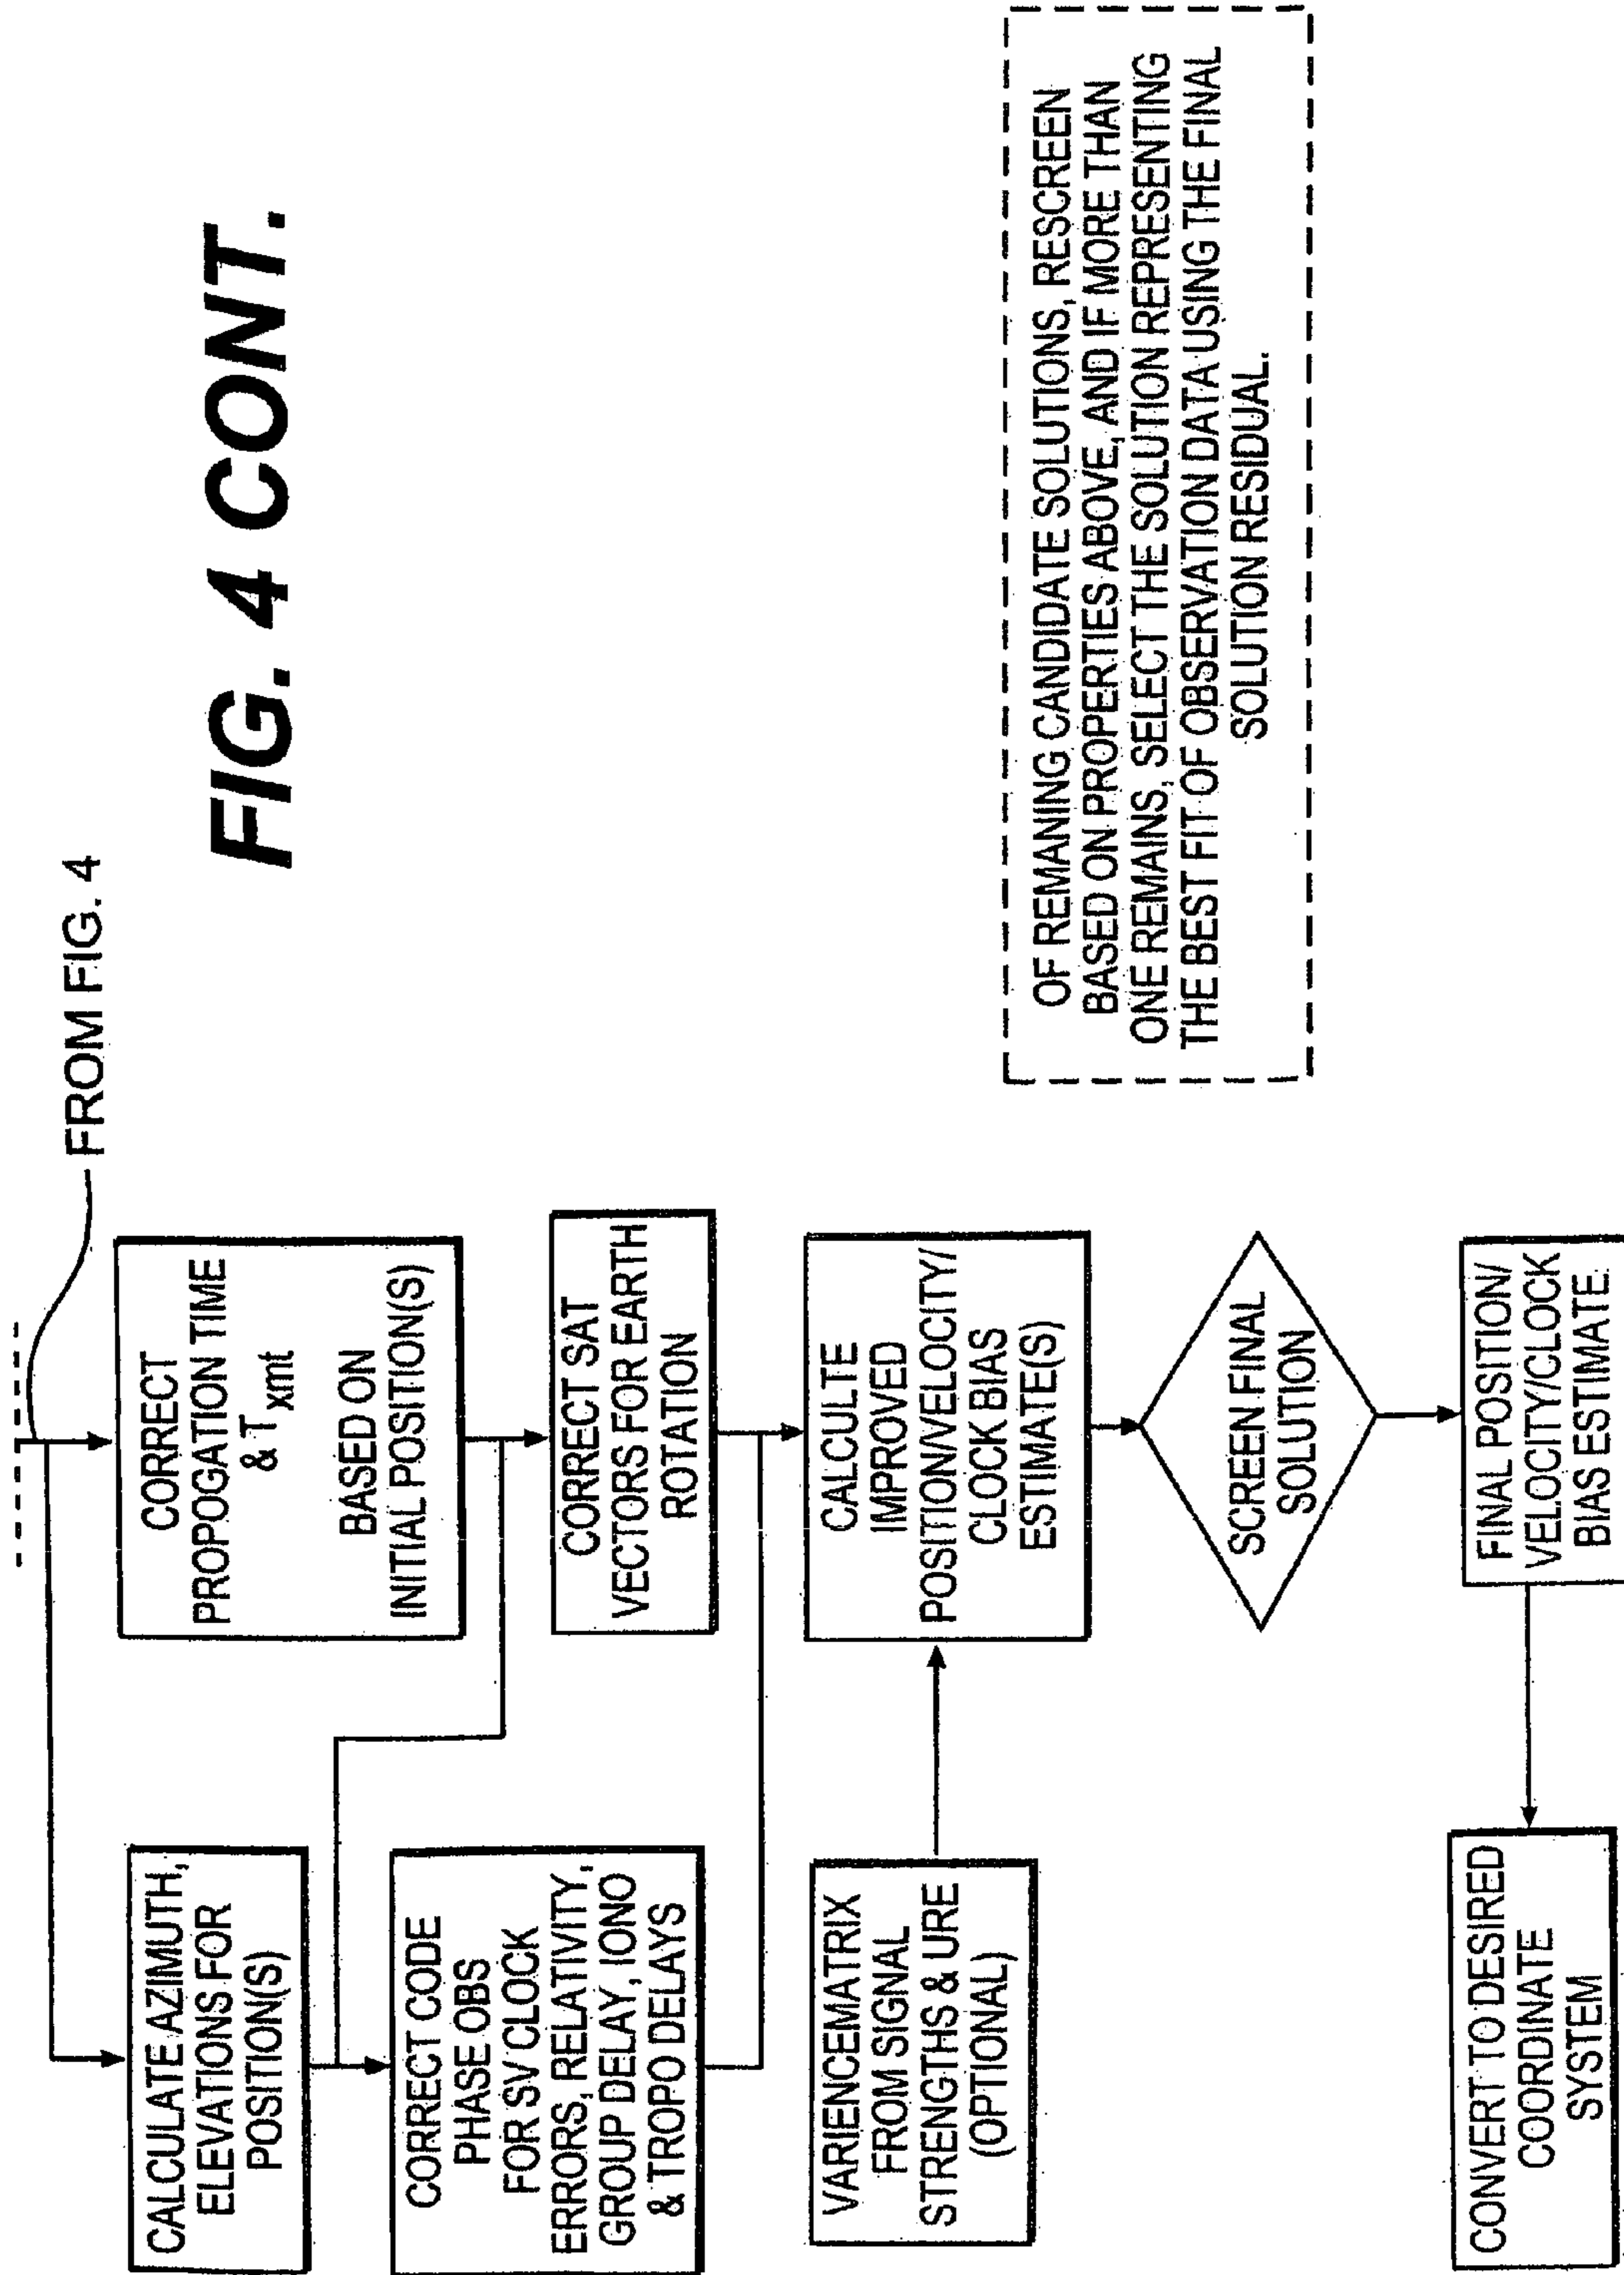 FIG. 4 CONT.
FROM FIG. 4
CALCULATE AZIMUTH,
ELEVATIONS FOR
POSITION(S)
CORRECT
PROPOGATION TIME
& Txmt
BASED ON
INITIAL POSITION(S)
CORRECT CODE
PHASE OBS
FOR SV CLOCK
ERRORS, RELATIVITY,
GROUP DELAY, IONO
& TROPO DELAYS
CORRECT SAT
VECTORS FOR EARTH
ROTATION
VARIENCEMATRIX
FROM SIGNAL
STRENGTHS & URE
(OPTIONAL)
CALCULTE
IMPROVED
POSITION/VELOCITY/
CLOCK BIAS
ESTIMATE(S)
SCREEN FINAL
SOLUTION
OF REMAINING CANDIDATE SOLUTIONS, RESCREEN
BASED ON PROPERTIES ABOVE, AND IF MORE THAN
ONE REMAINS, SELECT THE SOLUTION REPRESENTING
THE BEST FIT OF OBSERVATION DATA USING THE FINAL
SOLUTION RESIDUAL.
FINAL POSITION/
VELOCITY/CLOCK
BIAS ESTIMATE
CONVERT TO DESIRED
COORDINATE
SYSTEM